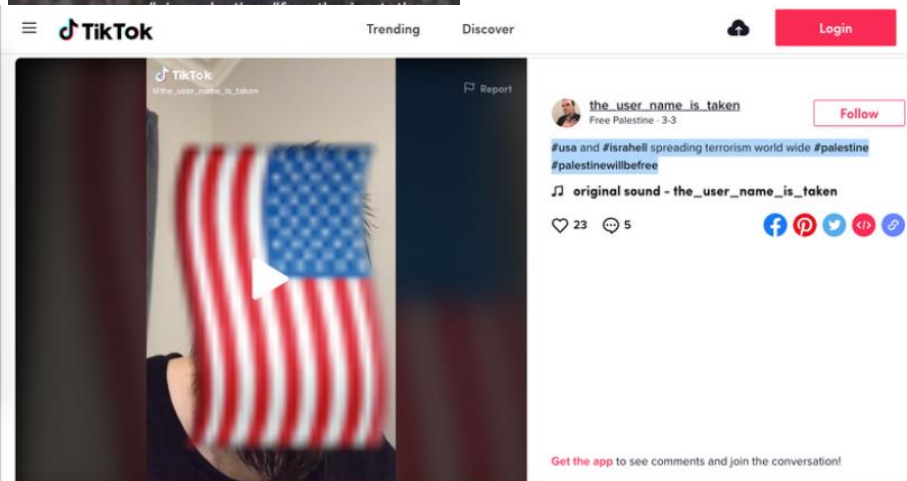 TikTok
Trending
Discover
Login
TikTok
@the_user_name_is_taken
Report
the_user_name_is_taken
Free Palestine · 3-3
Follow
#usa and #israhell spreading terrorism world wide #palestine
#palestinewillbefree
original sound - the_user_name_is_taken
23
5
Get the app to see comments and join the conversation!